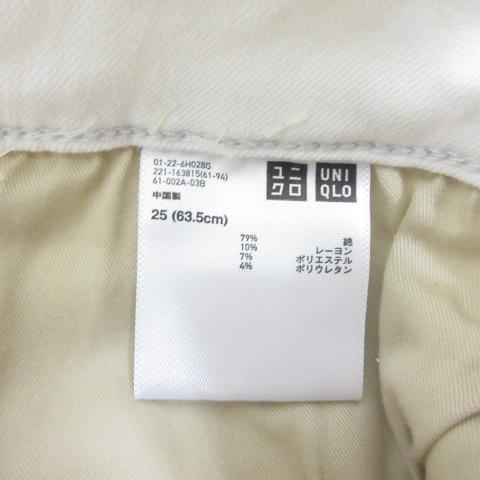 01-22-6H028G
221-163815(61-94)
61-002A-03B
中国製
25 (63.5cm)
ユニ
クロ
UNI
QLO
79% 綿
10% レーヨン
7% ポリエステル
4% ポリウレタン